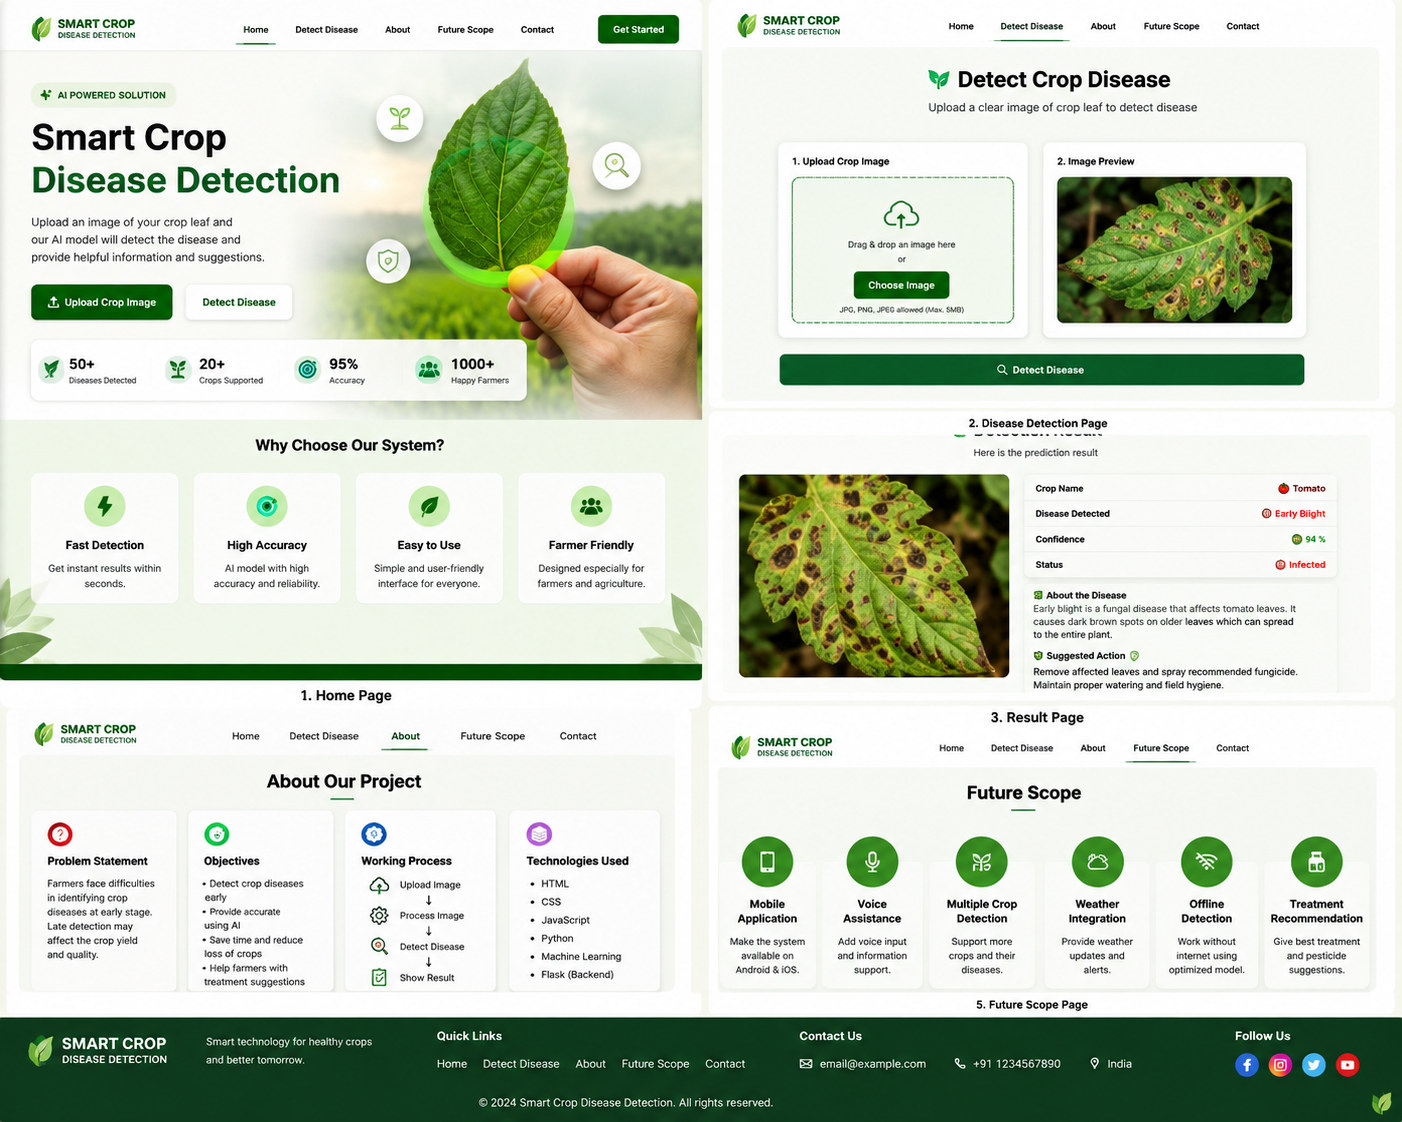 SMART CROP
DISEASE DETECTION
Home
Detect Disease
About
Future Scope
Contact
Get Started
AI POWERED SOLUTION
Smart Crop
Disease Detection
Upload an image of your crop leaf and
our AI model will detect the disease and
provide helpful information and suggestions.
Upload Crop Image
Detect Disease
50+
Diseases Detected
20+
Crops Supported
95%
Accuracy
1000+
Happy Farmers
Why Choose Our System?
Fast Detection
Get instant results within
seconds.
High Accuracy
AI model with high
accuracy and reliability.
Easy to Use
Simple and user-friendly
interface for everyone.
Farmer Friendly
Designed especially for
farmers and agriculture.
1. Home Page
SMART CROP
DISEASE DETECTION
Home
Detect Disease
About
Future Scope
Contact
Detect Crop Disease
Upload a clear image of crop leaf to detect disease
1. Upload Crop Image
Drag & drop an image here
or
Choose Image
JPG, PNG, JPEG allowed (Max. 5MB)
2. Image Preview
Detect Disease
2. Disease Detection Page
Detection Result
Here is the prediction result
Crop Name
Tomato
Disease Detected
Early Blight
Confidence
94 %
Status
Infected
About the Disease
Early blight is a fungal disease that affects tomato leaves. It
causes dark brown spots on older leaves which can spread
to the entire plant.
Suggested Action
Remove affected leaves and spray recommended fungicide.
Maintain proper watering and field hygiene.
3. Result Page
SMART CROP
DISEASE DETECTION
Home
Detect Disease
About
Future Scope
Contact
About Our Project
Problem Statement
Farmers face difficulties
in identifying crop
diseases at early stage.
Late detection may
affect the crop yield
and quality.
Objectives
• Detect crop diseases
early
• Provide accurate
using AI
• Save time and reduce
loss of crops
• Help farmers with
treatment suggestions
Working Process
Upload Image
↓
Process Image
↓
Detect Disease
↓
Show Result
Technologies Used
• HTML
• CSS
• JavaScript
• Python
• Machine Learning
• Flask (Backend)
SMART CROP
DISEASE DETECTION
Home
Detect Disease
About
Future Scope
Contact
Future Scope
Mobile
Application
Make the system
available on
Android & iOS.
Voice
Assistance
Add voice input
and information
support.
Multiple Crop
Detection
Support more
crops and their
diseases.
Weather
Integration
Provide weather
updates and
alerts.
Offline
Detection
Work without
internet using
optimized model.
Treatment
Recommendation
Give best treatment
and pesticide
suggestions.
5. Future Scope Page
SMART CROP
DISEASE DETECTION
Smart technology for healthy crops
and better tomorrow.
Quick Links
Home
Detect Disease
About
Future Scope
Contact
Contact Us
email@example.com
+91 1234567890
India
Follow Us
© 2024 Smart Crop Disease Detection. All rights reserved.